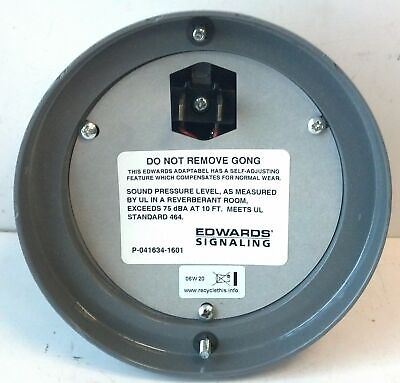 DO NOT REMOVE GONG
THIS EDWARDS ADAPTABEL HAS A SELF-ADJUSTING
FEATURE WHICH COMPENSATES FOR NORMAL WEAR.
SOUND PRESSURE LEVEL, AS MEASURED
BY UL IN A REVERBERANT ROOM,
EXCEEDS 75 dBA AT 10 FT. MEETS UL
STANDARD 464.
EDWARDS
SIGNALING
P-041634-1601
06W20
www.recyclethis.info